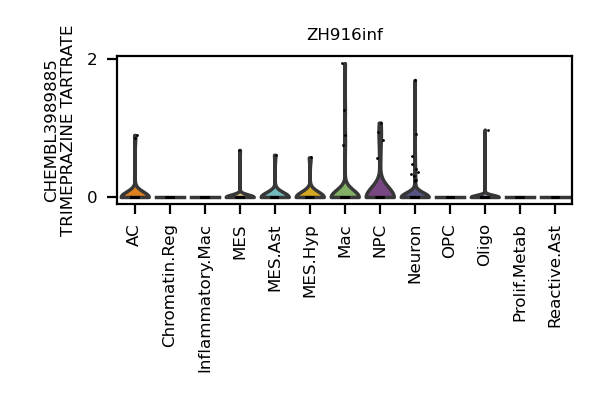 ZH916inf
CHEMBL3989885
TRIMEPRAZINE TARTRATE
2
0
AC
Chromatin.Reg
Inflammatory.Mac
MES
MES.Ast
MES.Hyp
Mac
NPC
Neuron
OPC
Oligo
Prolif.Metab
Reactive.Ast